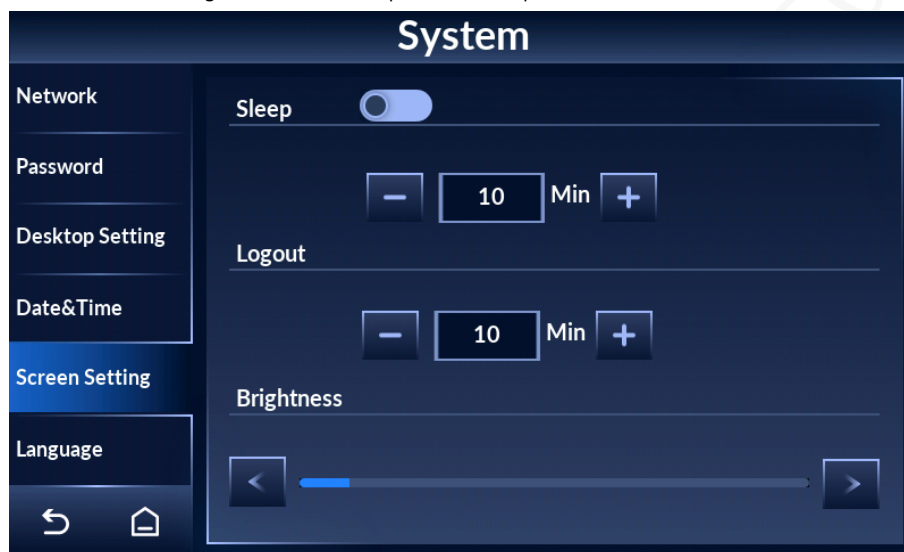 System
Network
Password
Desktop Setting
Date&Time
Screen Setting
Language
Sleep
10 Min
Logout
10 Min
Brightness